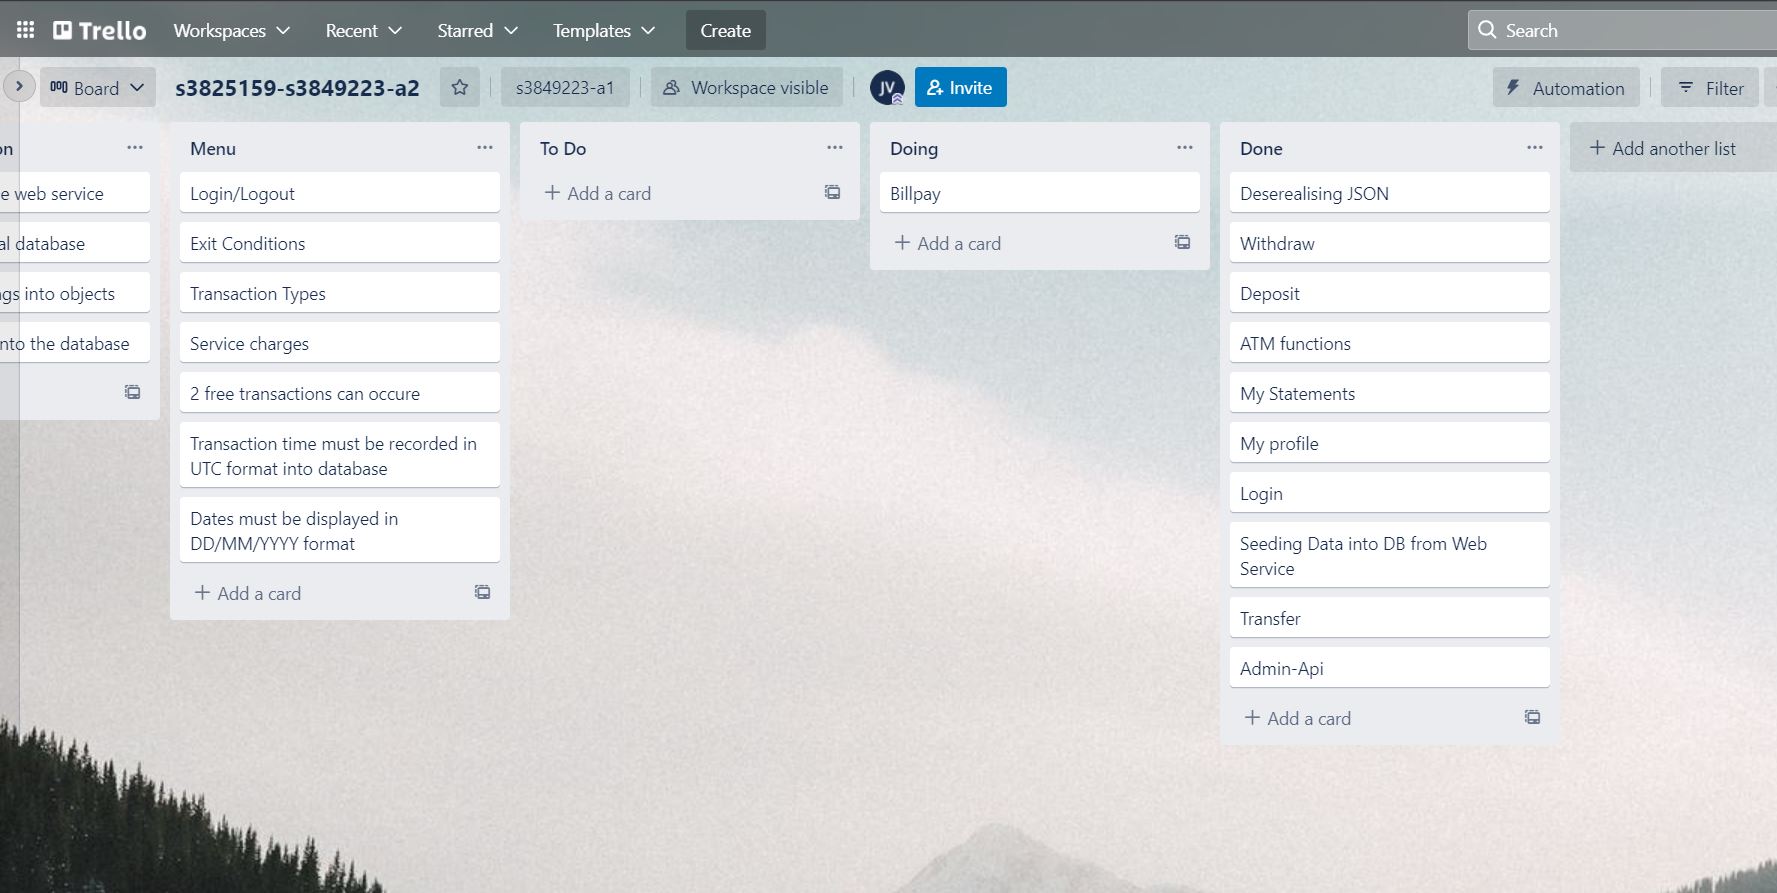 Trello
Workspaces
Recent
Starred
Templates
Create
Search
Board
s3825159-s3849223-a2
s3849223-a1
Workspace visible
JV
Invite
Automation
Filter
web service
database
into objects
the database
Menu
Login/Logout
Exit Conditions
Transaction Types
Service charges
2 free transactions can occure
Transaction time must be recorded in
UTC format into database
Dates must be displayed in
DD/MM/YYYY format
+ Add a card
To Do
+ Add a card
Doing
Billpay
+ Add a card
Done
Deserealising JSON
Withdraw
Deposit
ATM functions
My Statements
My profile
Login
Seeding Data into DB from Web
Service
Transfer
Admin-Api
+ Add a card
+ Add another list